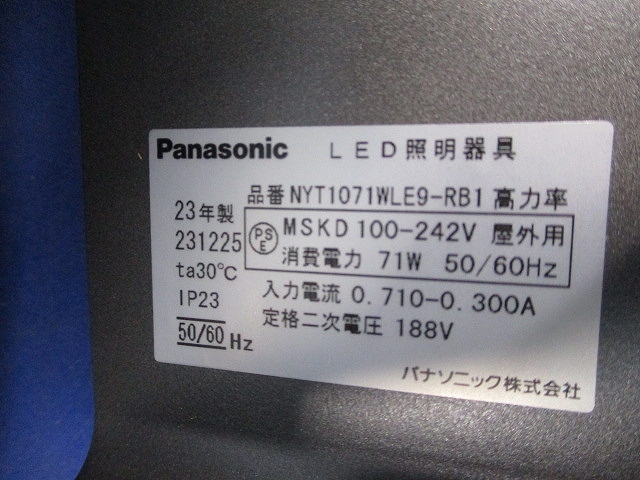 Panasonic LED照明器具
品番 NYT1071WLE9-RB1 高力率
23年製
231225
ta30℃
IP23
50/60 Hz
PSE MSKD 100-242V 屋外用
消費電力 71W 50/60Hz
入力電流 0.710-0.300A
定格二次電圧 188V
パナソニック株式会社